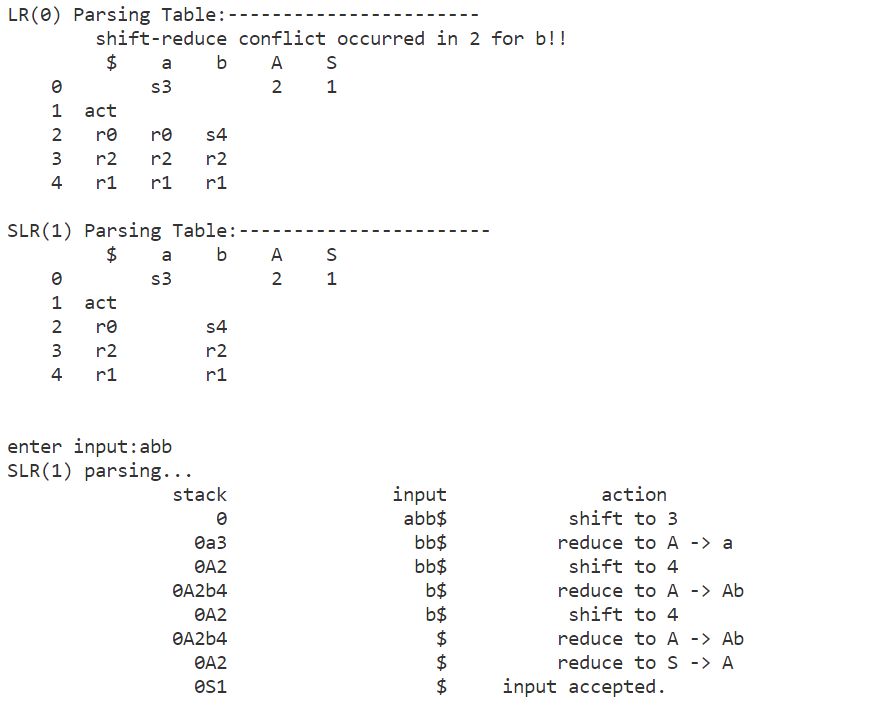 LR(0) Parsing Table:-----------------------
shift-reduce conflict occurred in 2 for b!!
$ a b A S
0 s3 2 1
1 act
2 r0 r0 s4
3 r2 r2 r2
4 r1 r1 r1
SLR(1) Parsing Table:-----------------------
$ a b A S
0 s3 2 1
1 act
2 r0 s4
3 r2 r2
4 r1 r1
enter input:abb
SLR(1) parsing...
stack input action
0 abb$ shift to 3
0a3 bb$ reduce to A -> a
0A2 bb$ shift to 4
0A2b4 b$ reduce to A -> Ab
0A2 b$ shift to 4
0A2b4 $ reduce to A -> Ab
0A2 $ reduce to S -> A
0S1 $ input accepted.